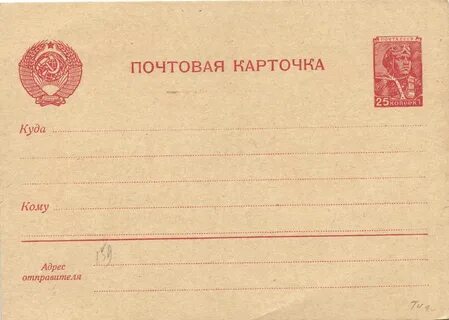 ПОЧТА СССР
ПОЧТОВАЯ КАРТОЧКА
25 КОПЕЕК
Куда
Кому
Адрес
отправителя